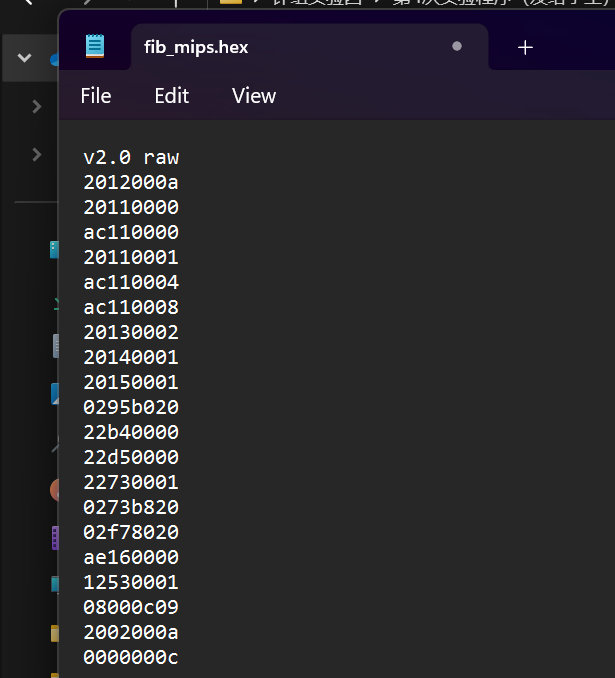 fib_mips.hex
File Edit View
v2.0 raw
2012000a
20110000
ac110000
20110001
ac110004
ac110008
20130002
20140001
20150001
0295b020
22b40000
22d50000
22730001
0273b820
02f78020
ae160000
12530001
08000c09
2002000a
0000000c